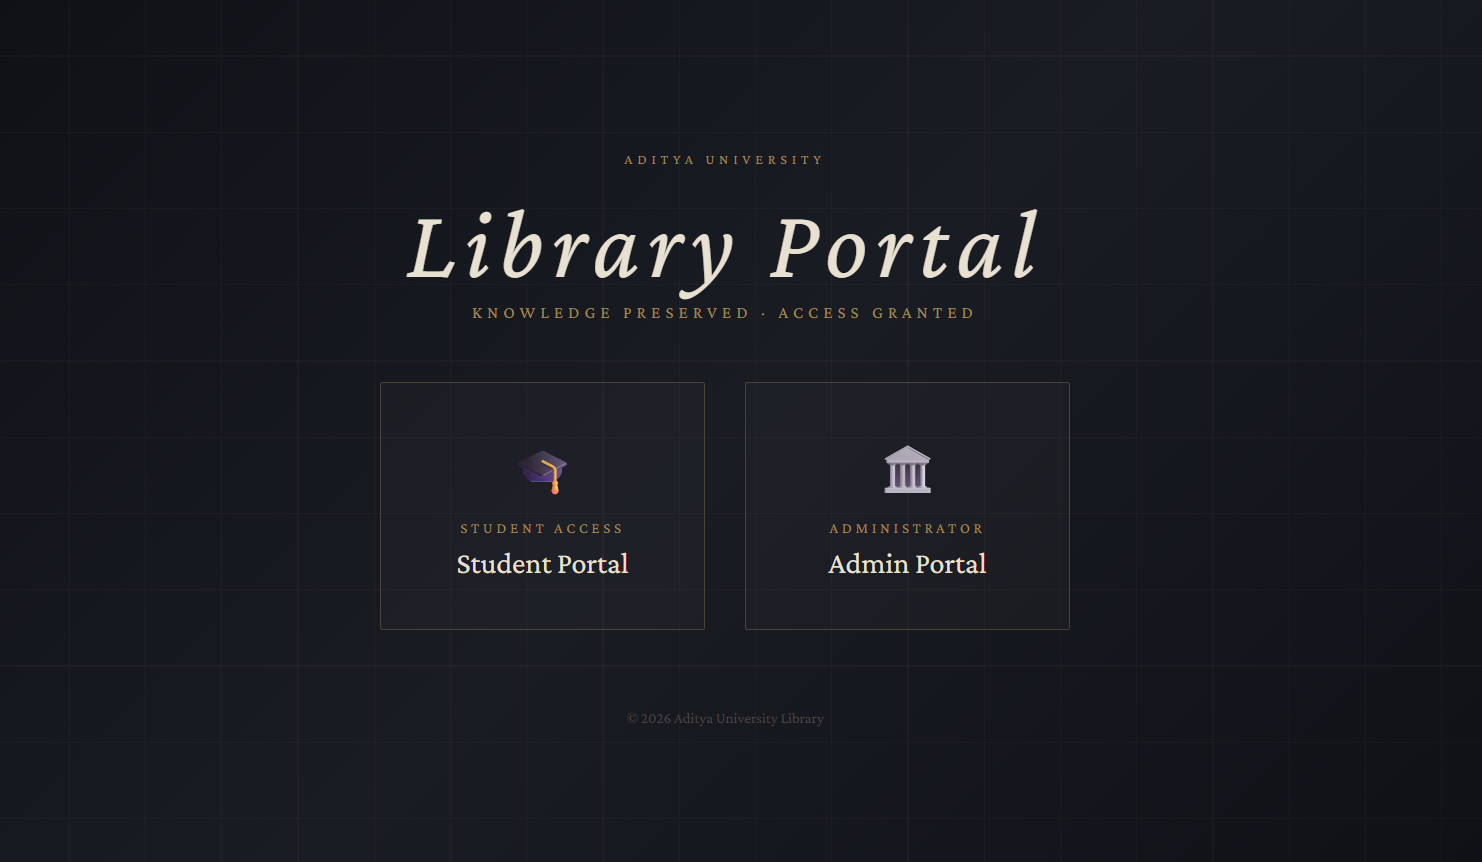 ADITYA UNIVERSITY
Library Portal
KNOWLEDGE PRESERVED · ACCESS GRANTED
STUDENT ACCESS
Student Portal
ADMINISTRATOR
Admin Portal
© 2026 Aditya University Library